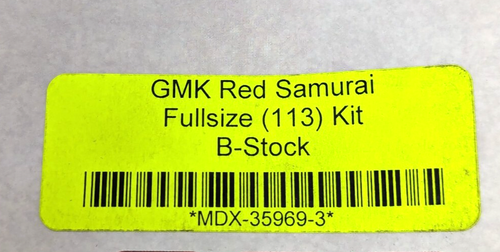 GMK Red Samurai
Fullsize (113) Kit
B-Stock
*MDX-35969-3*